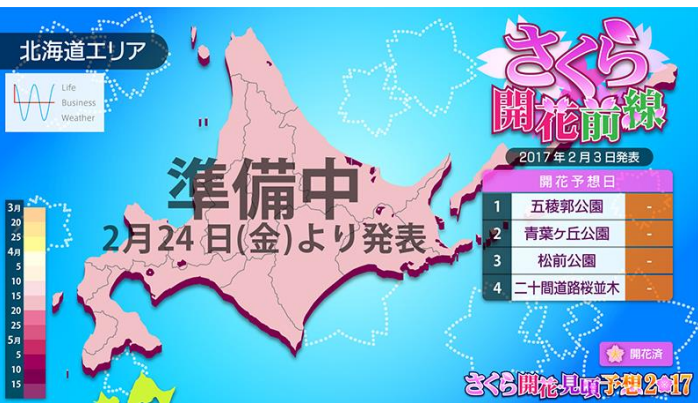 北海道エリア
Life
Business
Weather
さくら
開花前線
2017年2月3日発表
開花予想日
1 五稜郭公園 -
2 青葉ヶ丘公園 -
3 松前公園 -
4 二十間道路桜並木 -
準備中
2月24日(金)より発表
3月
20
25
4月
5
10
15
20
25
5月
5
10
15
開花済
さくら開花・見頃予想2017